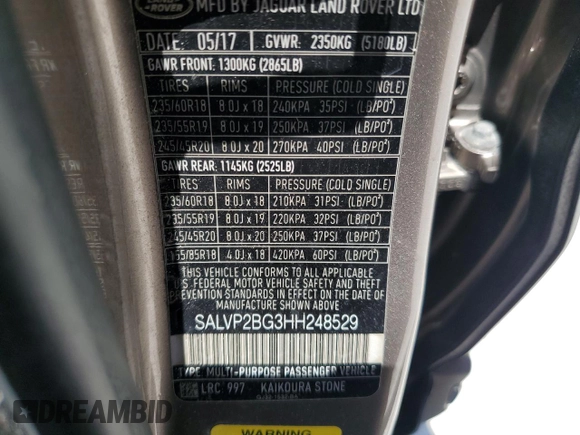 LAND ROVER
MFD BY JAGUAR LAND ROVER LTD
DATE: 05/17 GVWR: 2350KG (5180LB)
GAWR FRONT: 1300KG (2865LB)
TIRES RIMS PRESSURE (COLD SINGLE)
235/60R18 8.0J x 18 240KPA 35PSI (LB/PO²)
235/55R19 8.0J x 19 250KPA 37PSI (LB/PO²)
245/45R20 8.0J x 20 270KPA 40PSI (LB/PO²)
GAWR REAR: 1145KG (2525LB)
TIRES RIMS PRESSURE (COLD SINGLE)
235/60R18 8.0J x 18 210KPA 31PSI (LB/PO²)
235/55R19 8.0J x 19 220KPA 32PSI (LB/PO²)
245/45R20 8.0J x 20 250KPA 37PSI (LB/PO²)
155/85R18 4.0J x 18 420KPA 60PSI (LB/PO²)
THIS VEHICLE CONFORMS TO ALL APPLICABLE
U.S. FEDERAL MOTOR VEHICLE SAFETY AND THEFT
PREVENTION STANDARDS IN EFFECT ON THE DATE OF
MANUFACTURE SHOWN ABOVE.
SALVP2BG3HH248529
TYPE: MULTI-PURPOSE PASSENGER VEHICLE
LRC 997 KAIKOURA STONE
WARNING
DREAMBID